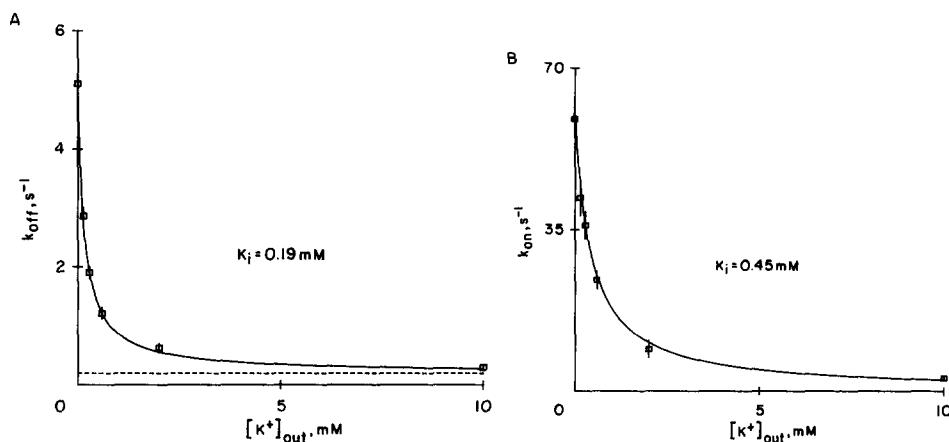 A
6
4
2
0
5
10
k_off, s⁻¹
K_i = 0.19 mM
[K⁺]_out, mM
B
70
35
0
5
10
k_on, s⁻¹
K_i = 0.45 mM
[K⁺]_out, mM